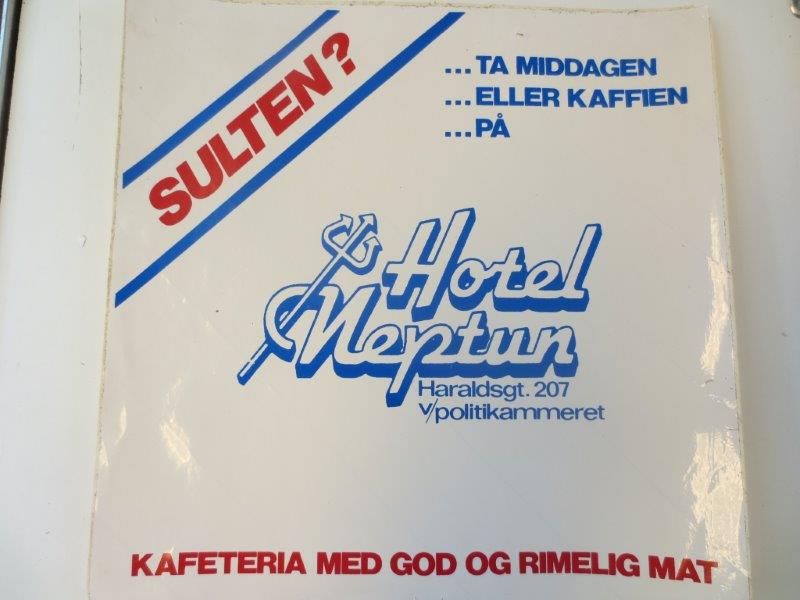 SULTEN?
...TA MIDDAGEN
...ELLER KAFFIEN
...PÅ
Hotel
Neptun
Haraldsgt. 207
v/politikammeret
KAFETERIA MED GOD OG RIMELIG MAT